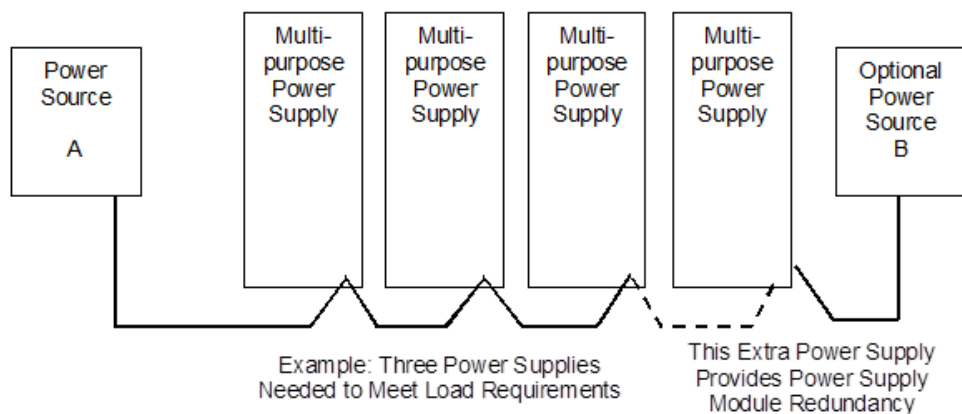 Power
Source
A
Multi-
purpose
Power
Supply
Multi-
purpose
Power
Supply
Multi-
purpose
Power
Supply
Multi-
purpose
Power
Supply
Optional
Power
Source
B
Example: Three Power Supplies
Needed to Meet Load Requirements
This Extra Power Supply
Provides Power Supply
Module Redundancy